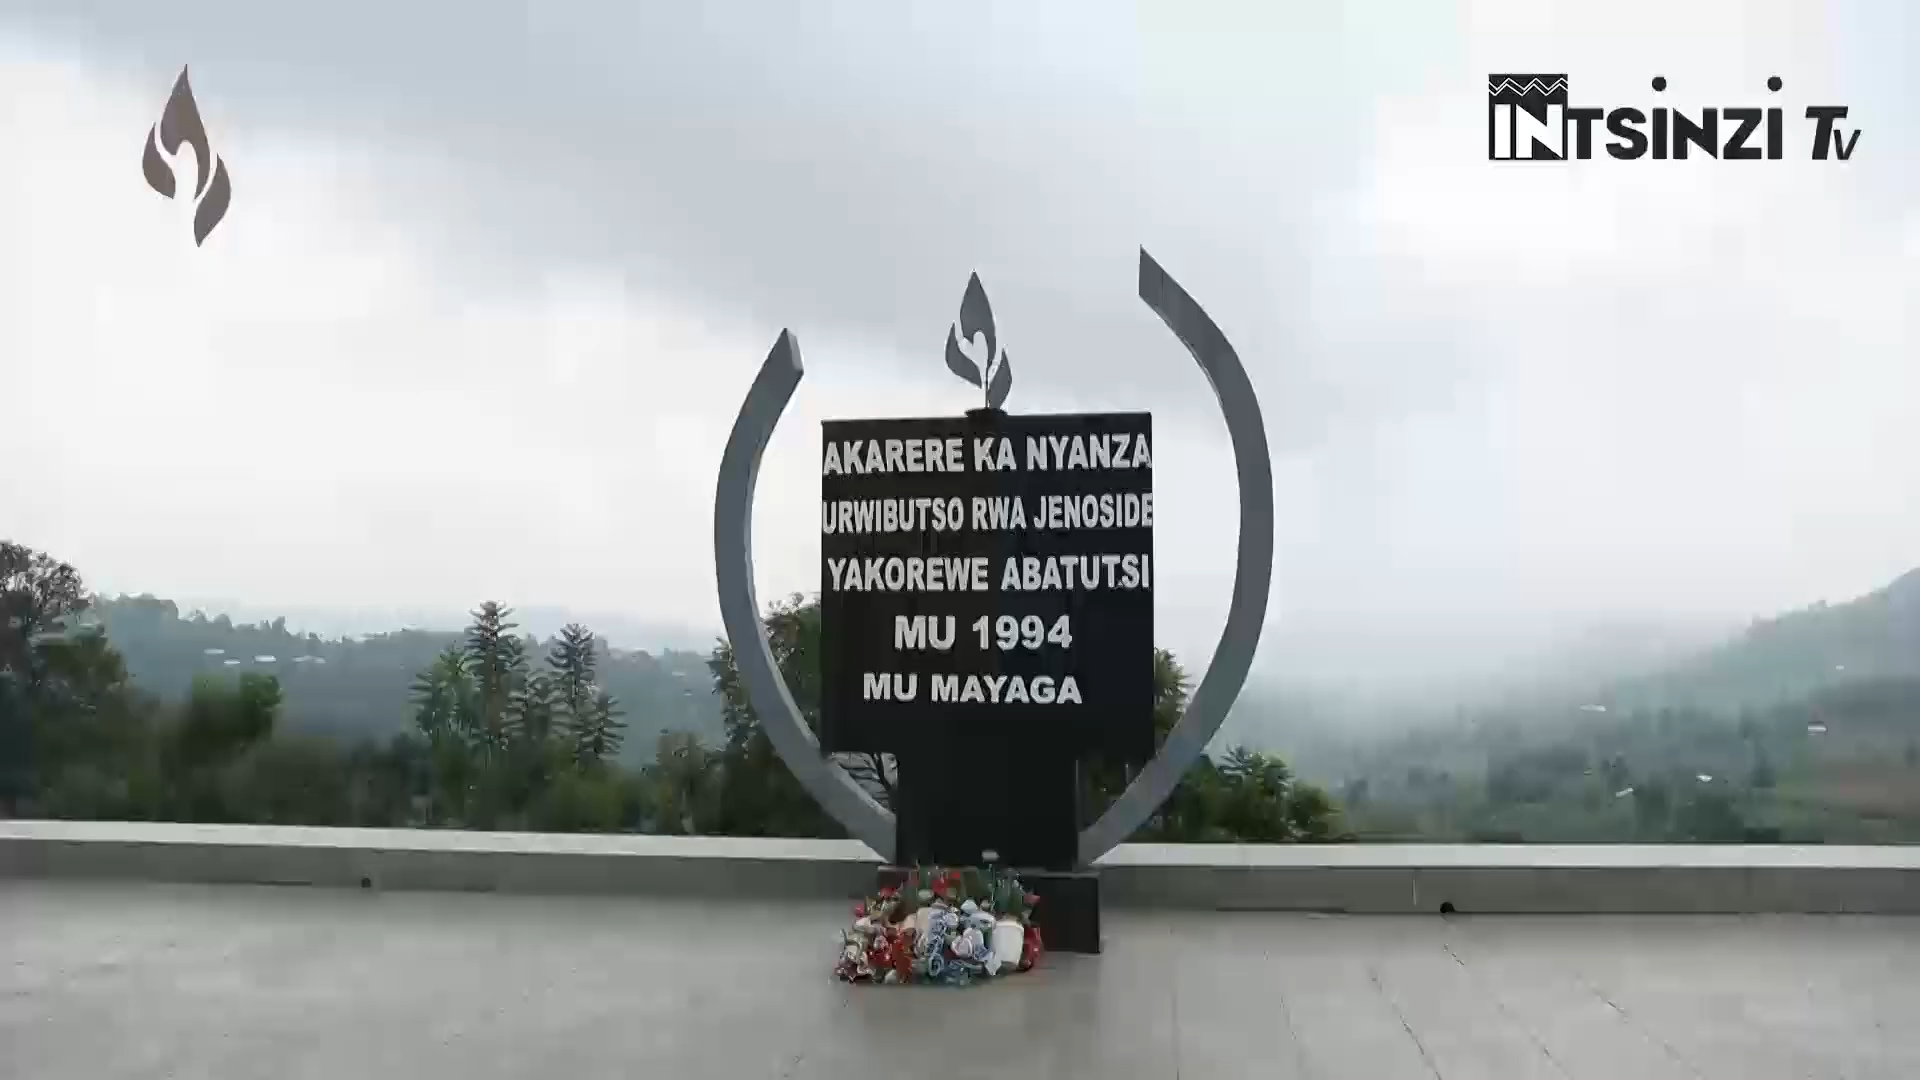 INTSINZI TV
AKARERE KA NYANZA
URWIBUTSO RWA JENOSIDE
YAKOREWE ABATUTSI
MU 1994
MU MAYAGA